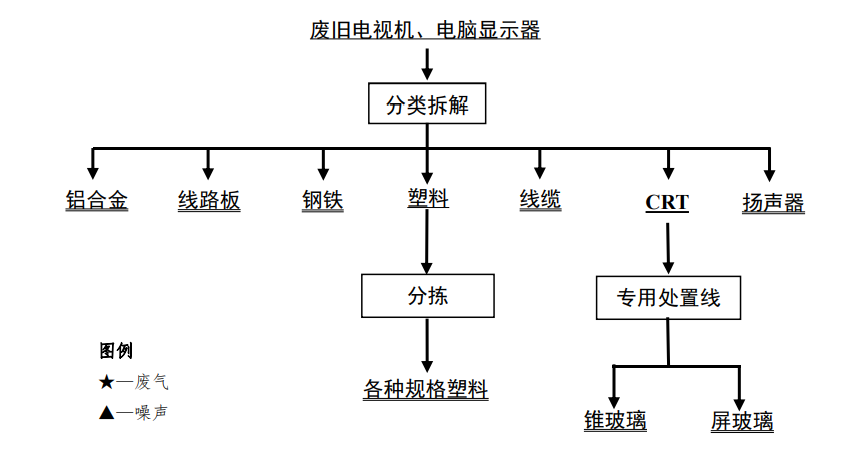 废旧电视机、电脑显示器
分类拆解
铝合金 线路板 钢铁 塑料 线缆 CRT 扬声器
分拣 专用处置线
图例
★—废气
各种规格塑料
▲—噪声
锥玻璃 屏玻璃